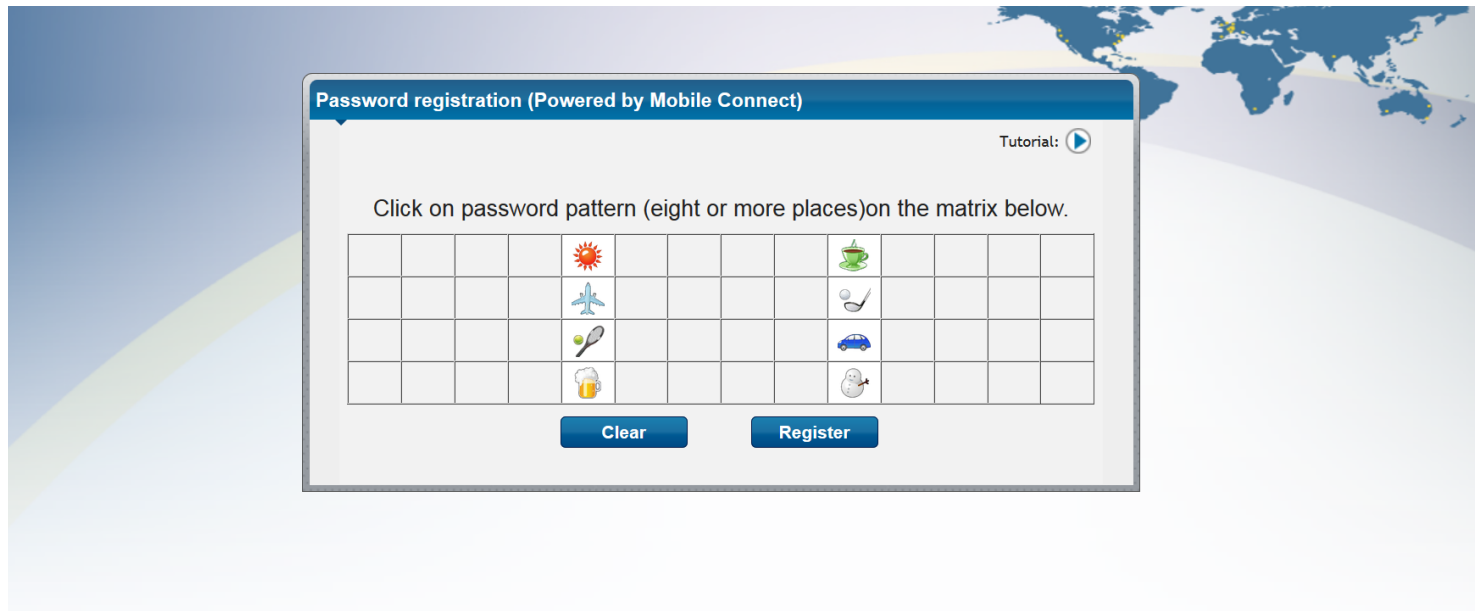 Password registration (Powered by Mobile Connect)
Tutorial:
Click on password pattern (eight or more places)on the matrix below.
Clear
Register